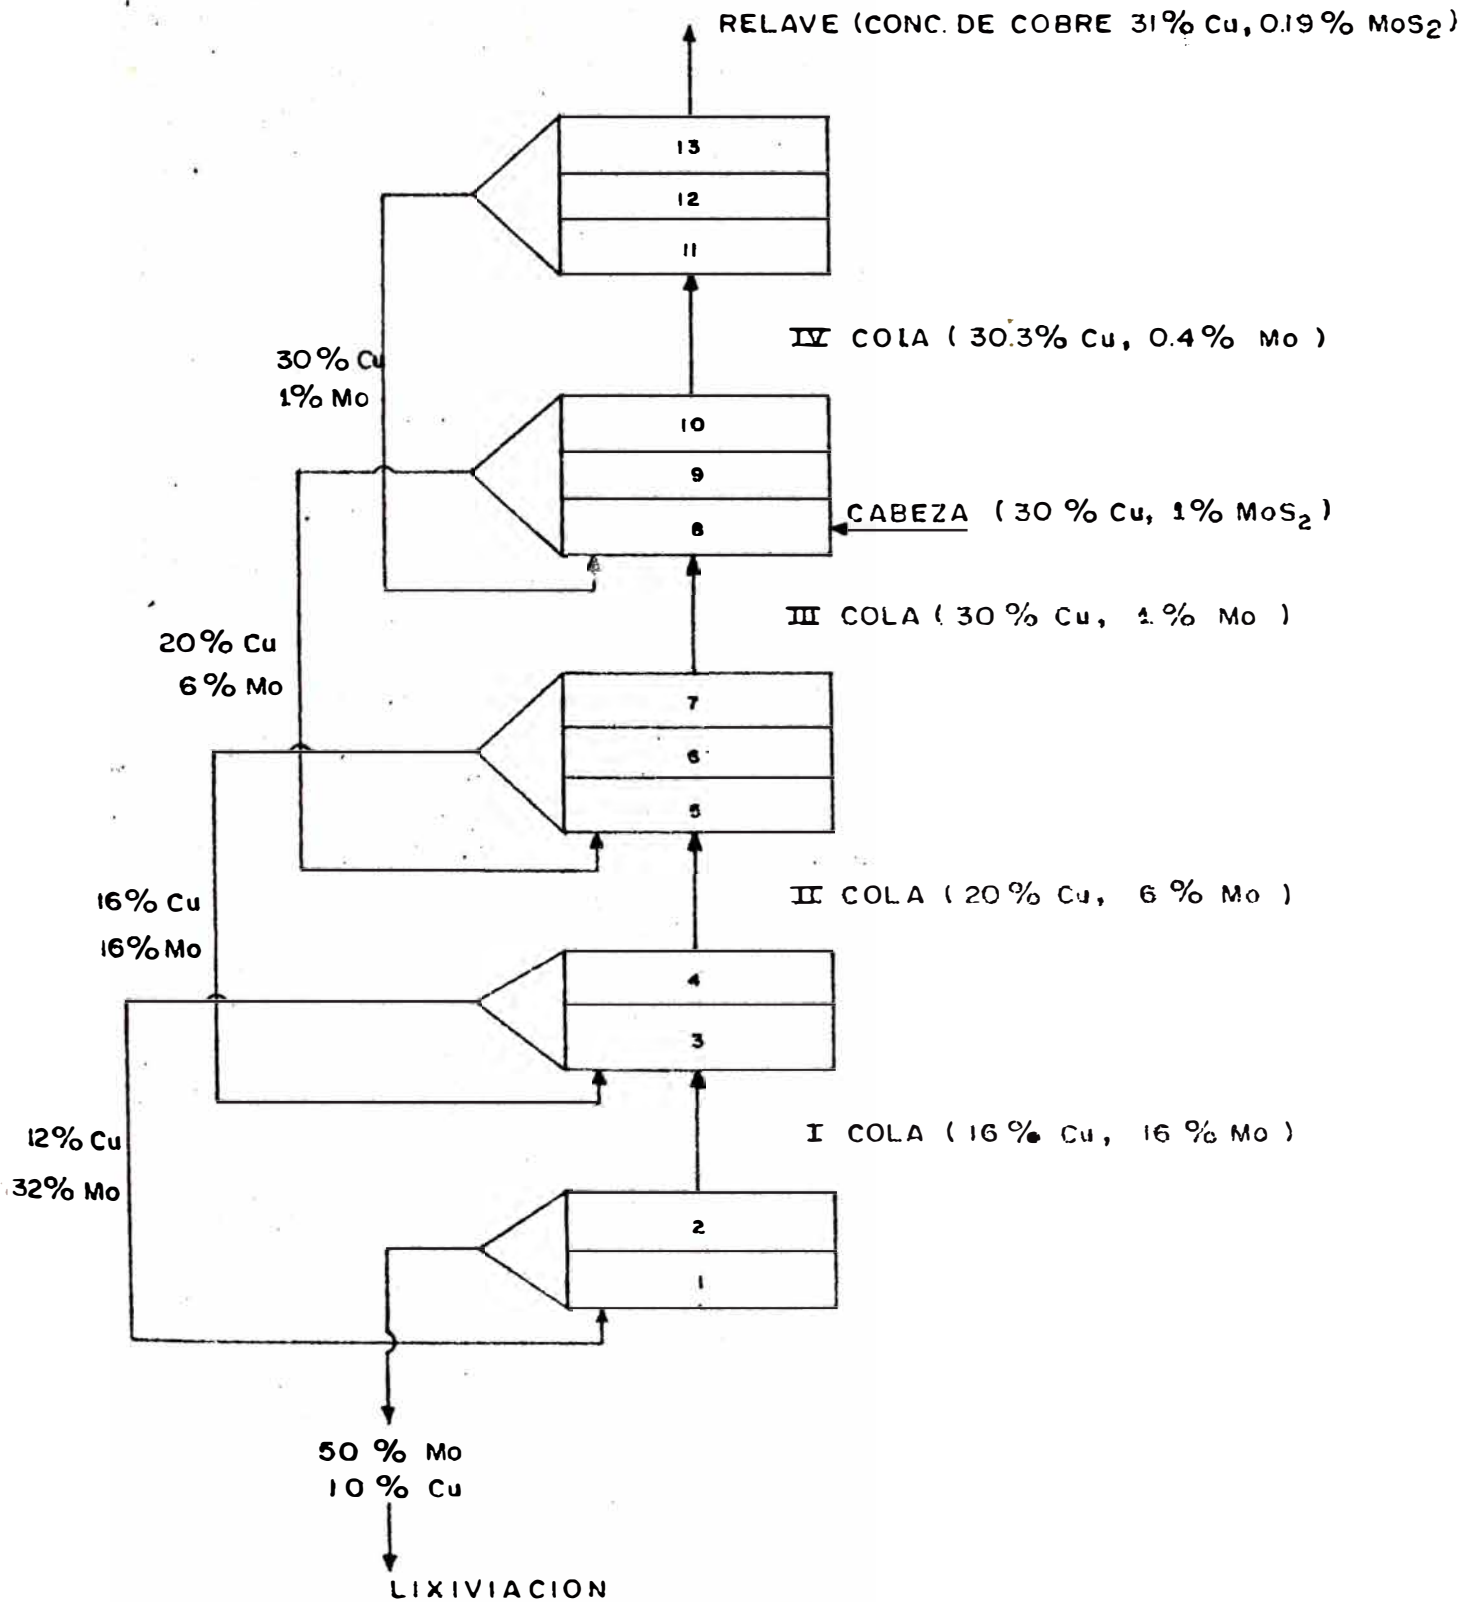 RELAVE (CONC. DE COBRE 31% Cu, 0.19% MoS2)
13
12
11
IV COLA ( 30.3% Cu, 0.4% Mo )
30% Cu
1% Mo
10
9
8
CABEZA ( 30 % Cu, 1% MoS2 )
III COLA ( 30 % Cu, 1 % Mo )
20% Cu
6% Mo
7
6
5
II COLA ( 20 % Cu, 6 % Mo )
16% Cu
16% Mo
4
3
I COLA ( 16 % Cu, 16 % Mo )
12% Cu
32% Mo
2
1
50 % Mo
10 % Cu
LIXIVIACION